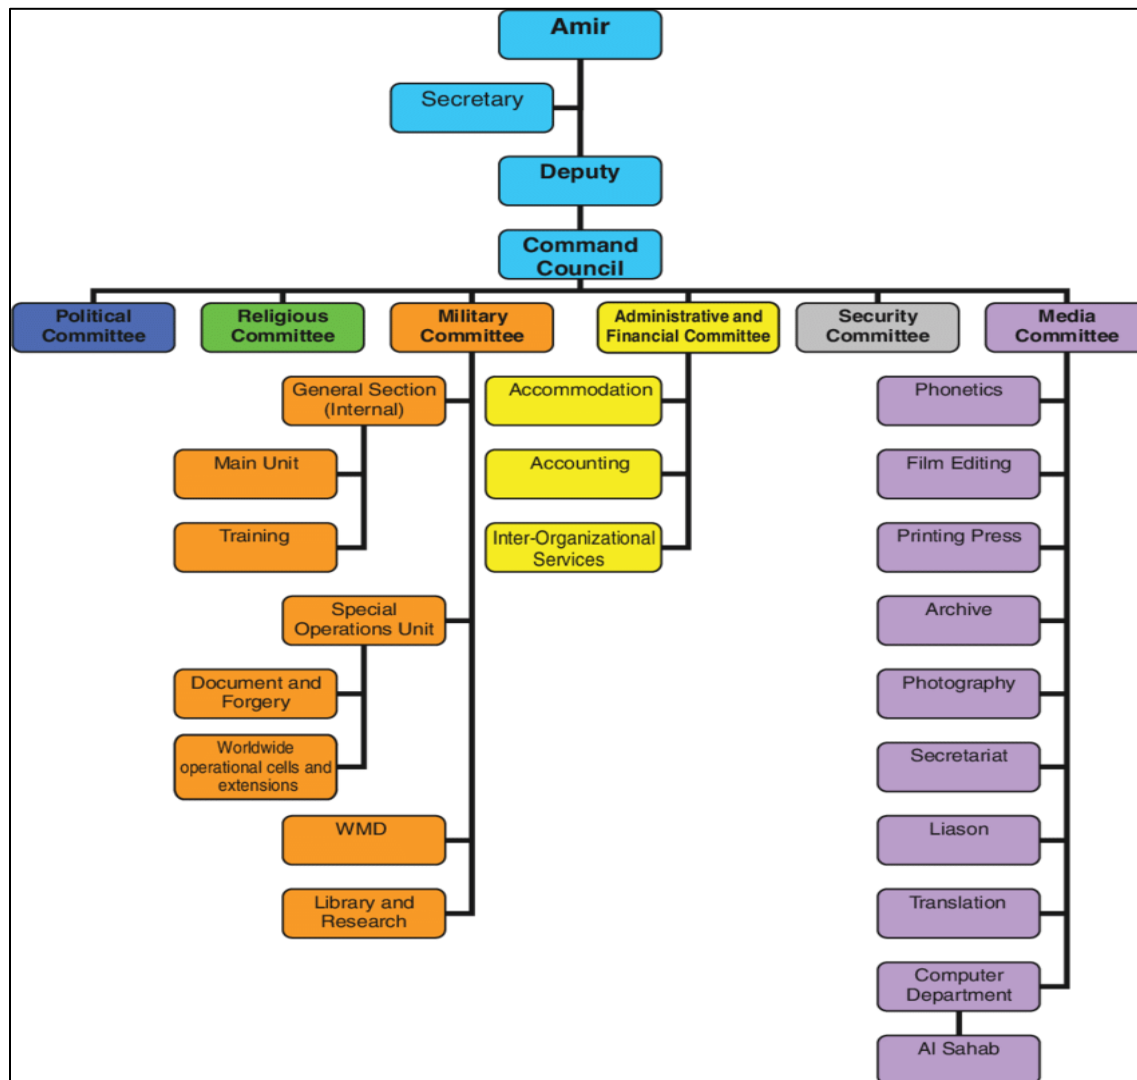 Amir
Secretary
Deputy
Command
Council
Political
Committee
Religious
Committee
Military
Committee
Administrative and
Financial Committee
Security
Committee
Media
Committee
General Section
(Internal)
Main Unit
Training
Special
Operations Unit
Document and
Forgery
Worldwide
operational cells and
extensions
WMD
Library and
Research
Accommodation
Accounting
Inter-Organizational
Services
Phonetics
Film Editing
Printing Press
Archive
Photography
Secretariat
Liason
Translation
Computer
Department
Al Sahab